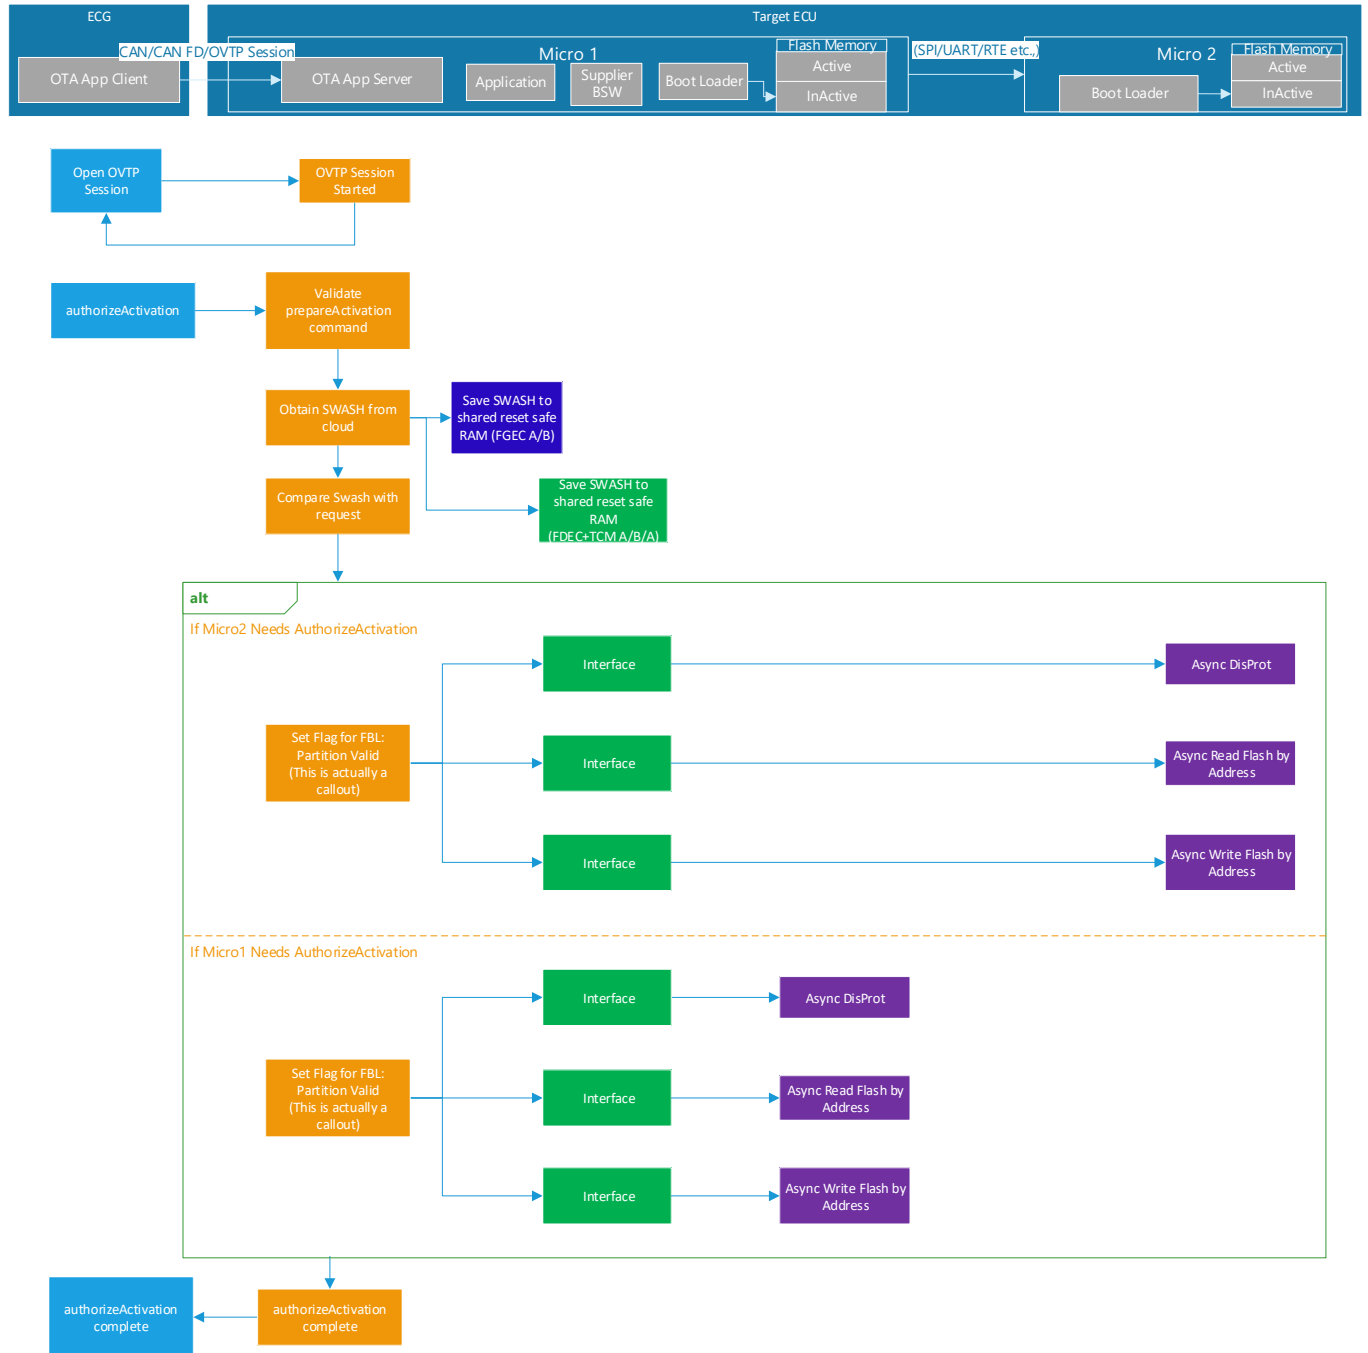 ECG
Target ECU
CAN/CAN FD/OVTP Session
OTA App Client
OTA App Server
Micro 1
Application
Supplier
BSW
Boot Loader
Flash Memory
Active
InActive
(SPI/UART/RTE etc.,)
Micro 2
Boot Loader
Flash Memory
Active
InActive
Open OVTP
Session
OVTP Session
Started
authorizeActivation
Validate
prepareActivation
command
Obtain SWASH from
cloud
Save SWASH to
shared reset safe
RAM (FGEC A/B)
Compare Swash with
request
Save SWASH to
shared reset safe
RAM
(FDEC+TCM A/B/A)
alt
If Micro2 Needs AuthorizeActivation
Interface
Async DisProt
Set Flag for FBL:
Partition Valid
(This is actually a
callout)
Interface
Async Read Flash by
Address
Interface
Async Write Flash by
Address
If Micro1 Needs AuthorizeActivation
Interface
Async DisProt
Set Flag for FBL:
Partition Valid
(This is actually a
callout)
Interface
Async Read Flash by
Address
Interface
Async Write Flash by
Address
authorizeActivation
complete
authorizeActivation
complete